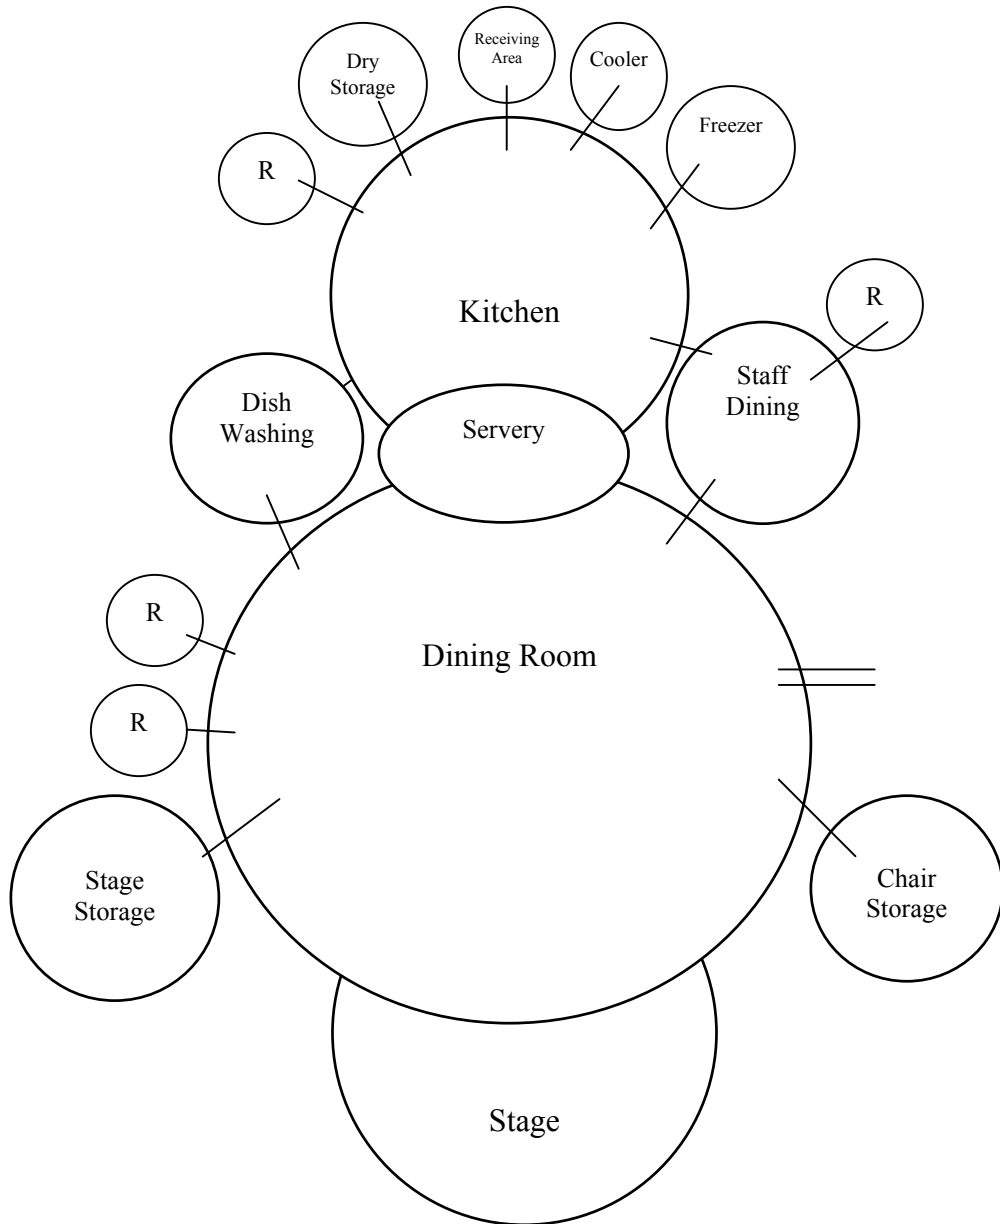 Receiving
Area
Dry
Storage
Cooler
Freezer
R
Kitchen
R
Staff
Dining
Dish
Washing
Servery
R
Dining Room
R
Stage
Storage
Chair
Storage
Stage